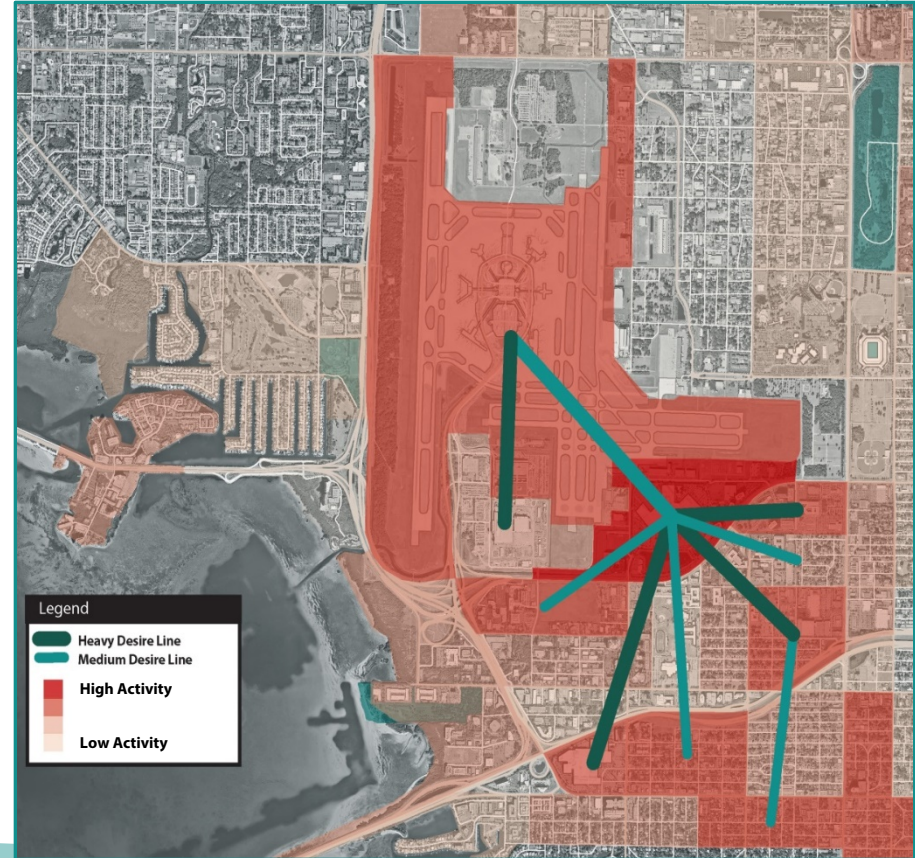 Legend
Heavy Desire Line
Medium Desire Line
High Activity
Low Activity